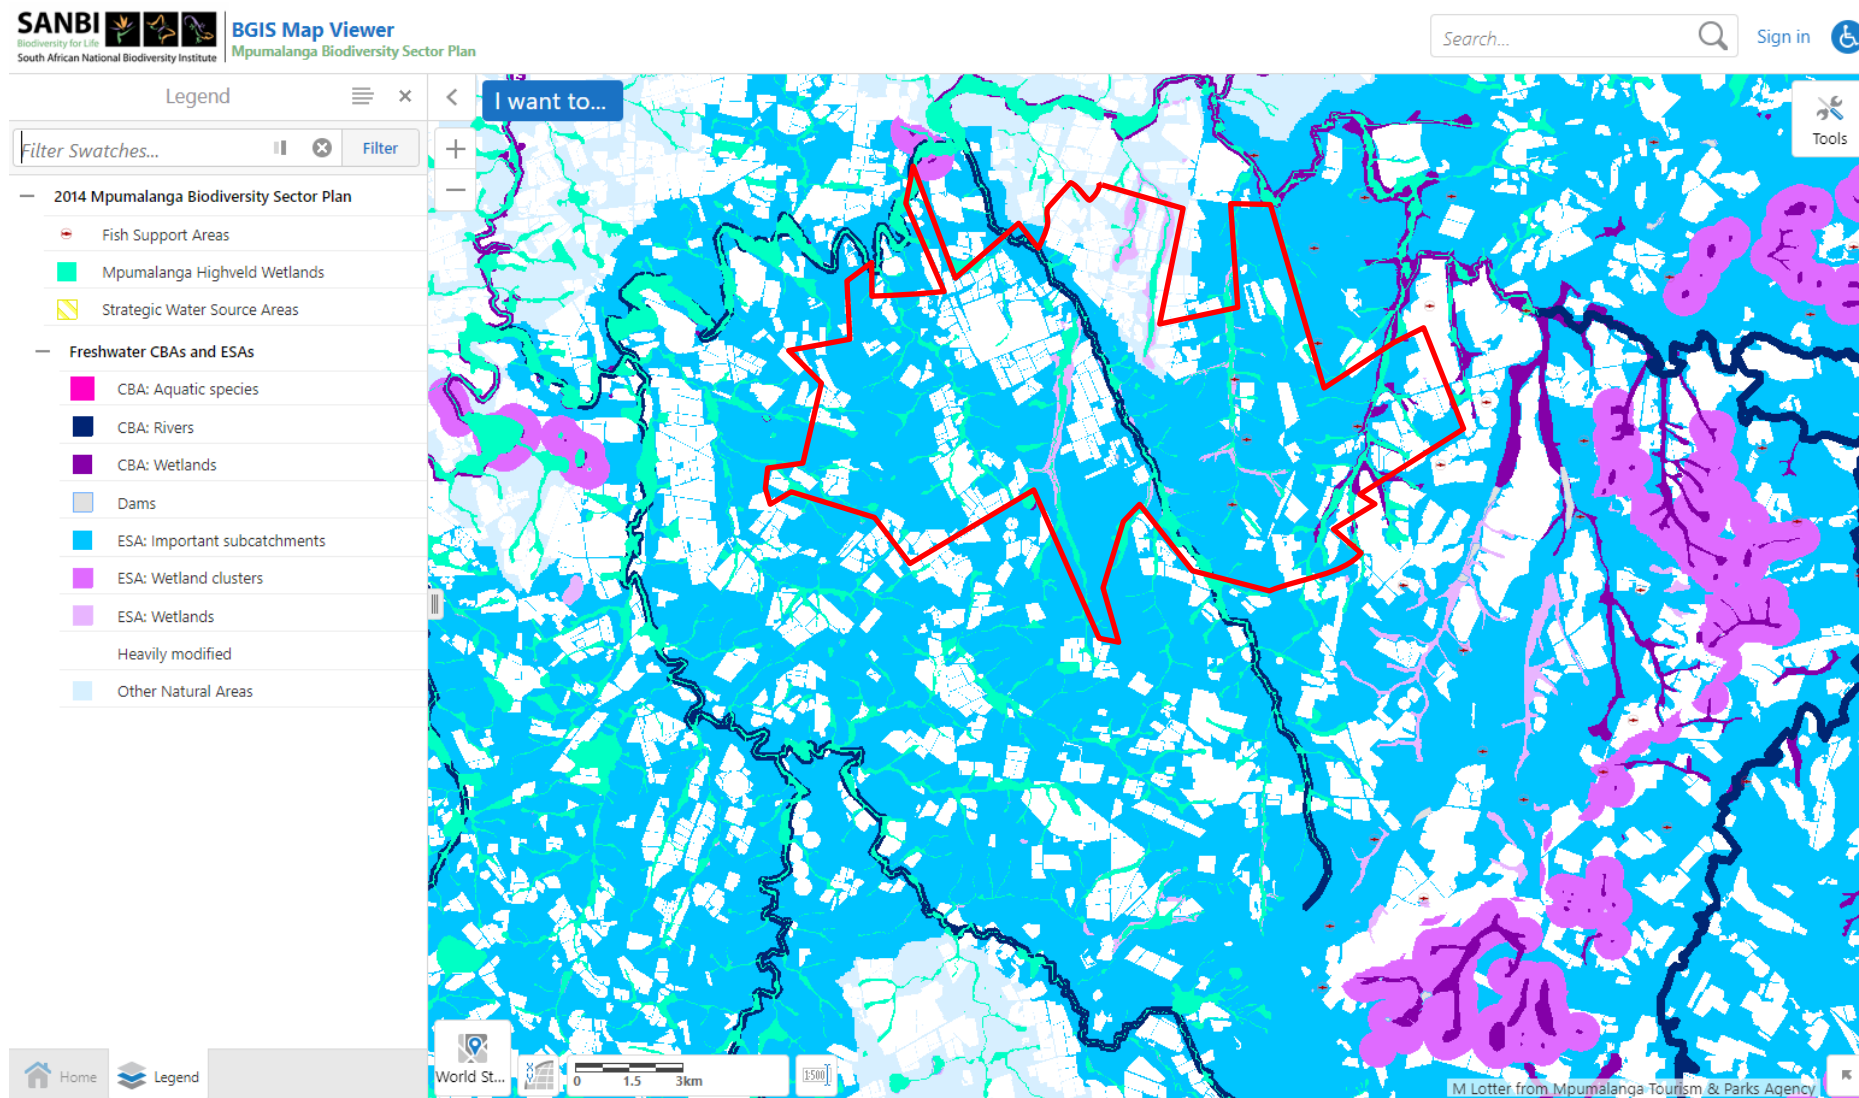 SANBI
Biodiversity for Life
South African National Biodiversity Institute
BGIS Map Viewer
Mpumalanga Biodiversity Sector Plan
Search...
Sign in
Legend
I want to...
Tools
Filter Swatches...
Filter
2014 Mpumalanga Biodiversity Sector Plan
Fish Support Areas
Mpumalanga Highveld Wetlands
Strategic Water Source Areas
Freshwater CBAs and ESAs
CBA: Aquatic species
CBA: Rivers
CBA: Wetlands
Dams
ESA: Important subcatchments
ESA: Wetland clusters
ESA: Wetlands
Heavily modified
Other Natural Areas
Home
Legend
World St...
X Y
0 1.5 3km
1:500
M Lotter from Mpumalanga Tourism & Parks Agency